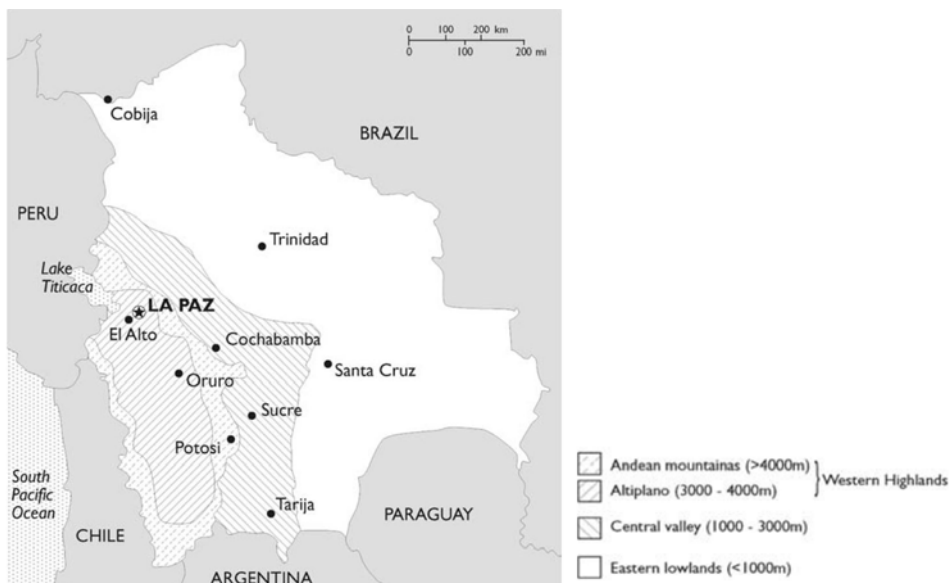 0 100 200 km
0 100 200 mi
Cobija
BRAZIL
PERU
Trinidad
Lake
Titicaca
LA PAZ
El Alto
Cochabamba
Santa Cruz
Oruro
Sucre
Potosi
South
Pacific
Ocean
Tarija
CHILE
PARAGUAY
ARGENTINA
Andean mountainas (>4000m)
Altiplano (3000 - 4000m)
Western Highlands
Central valley (1000 - 3000m)
Eastern lowlands (<1000m)